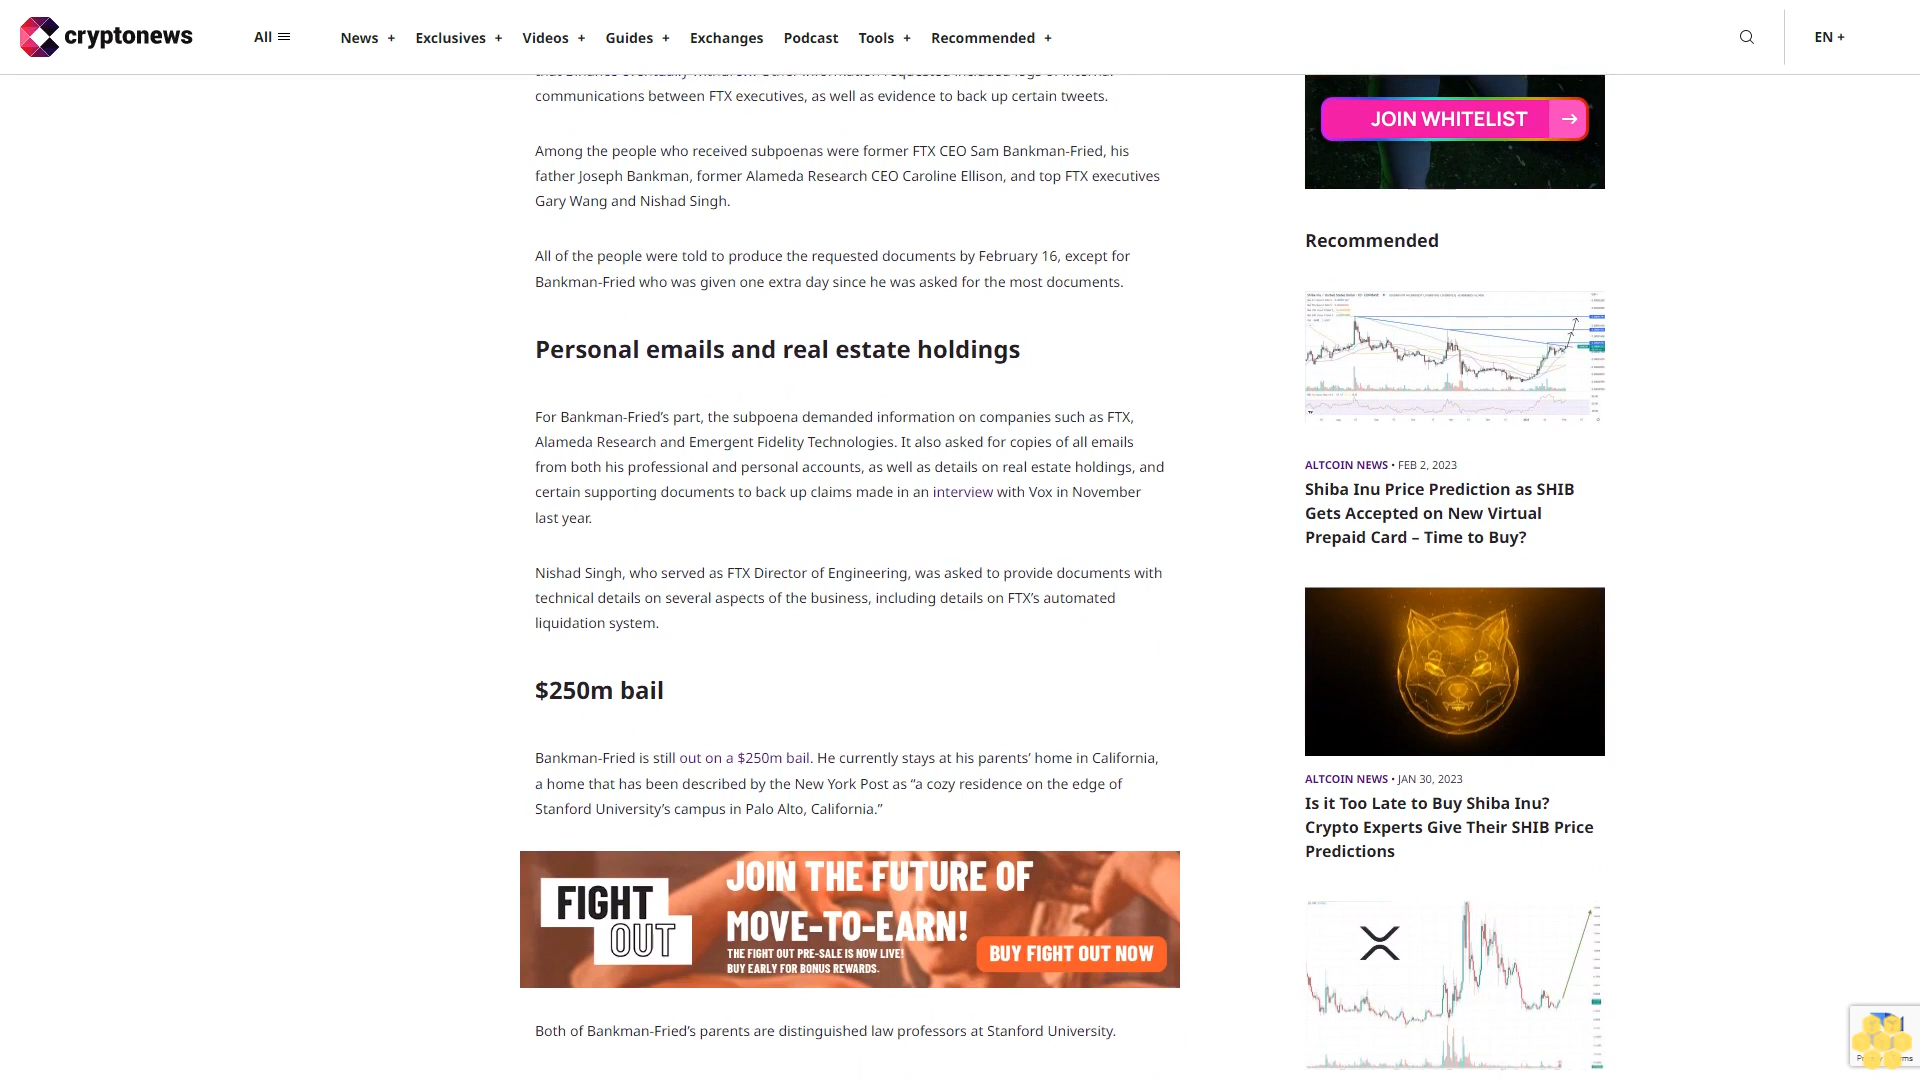 cryptonews
All
News +
Exclusives +
Videos +
Guides +
Exchanges
Podcast
Tools +
Recommended +
EN +
communications between FTX executives, as well as evidence to back up certain tweets.
Among the people who received subpoenas were former FTX CEO Sam Bankman-Fried, his
father Joseph Bankman, former Alameda Research CEO Caroline Ellison, and top FTX executives
Gary Wang and Nishad Singh.
All of the people were told to produce the requested documents by February 16, except for
Bankman-Fried who was given one extra day since he was asked for the most documents.
Personal emails and real estate holdings
For Bankman-Fried’s part, the subpoena demanded information on companies such as FTX,
Alameda Research and Emergent Fidelity Technologies. It also asked for copies of all emails
from both his professional and personal accounts, as well as details on real estate holdings, and
certain supporting documents to back up claims made in an interview with Vox in November
last year.
Nishad Singh, who served as FTX Director of Engineering, was asked to provide documents with
technical details on several aspects of the business, including details on FTX’s automated
liquidation system.
$250m bail
Bankman-Fried is still out on a $250m bail. He currently stays at his parents’ home in California,
a home that has been described by the New York Post as “a cozy residence on the edge of
Stanford University’s campus in Palo Alto, California.”
FIGHT
OUT
JOIN THE FUTURE OF
MOVE-TO-EARN!
THE FIGHT OUT PRE-SALE IS NOW LIVE!
BUY EARLY FOR BONUS REWARDS.
BUY FIGHT OUT NOW
Both of Bankman-Fried’s parents are distinguished law professors at Stanford University.
JOIN WHITELIST
Recommended
ALTCOIN NEWS • FEB 2, 2023
Shiba Inu Price Prediction as SHIB
Gets Accepted on New Virtual
Prepaid Card – Time to Buy?
ALTCOIN NEWS • JAN 30, 2023
Is it Too Late to Buy Shiba Inu?
Crypto Experts Give Their SHIB Price
Predictions